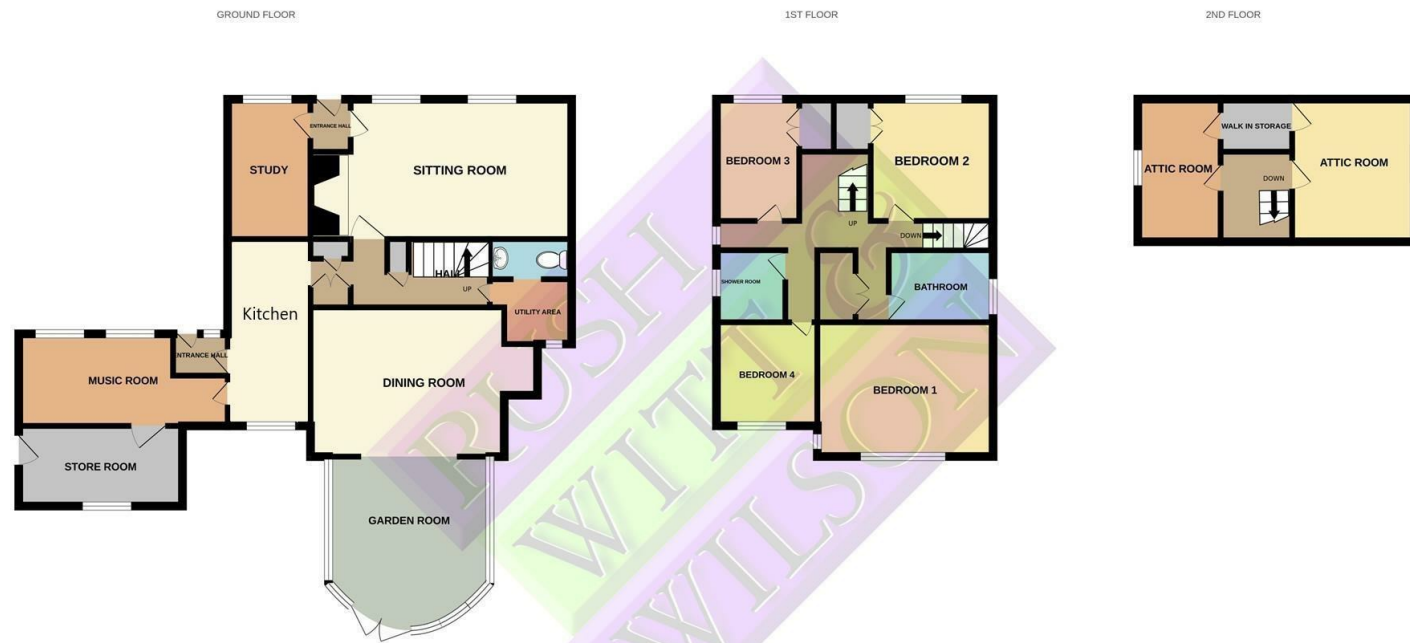 GROUND FLOOR
1ST FLOOR
2ND FLOOR
ENTRANCE HALL
STUDY
SITTING ROOM
HALL
UP
UTILITY AREA
Kitchen
ENTRANCE HALL
MUSIC ROOM
DINING ROOM
STORE ROOM
GARDEN ROOM
BEDROOM 3
BEDROOM 2
UP
DOWN
SHOWER ROOM
BATHROOM
BEDROOM 4
BEDROOM 1
WALK IN STORAGE
ATTIC ROOM
ATTIC ROOM
DOWN
RUSH
WITT &
WILSON